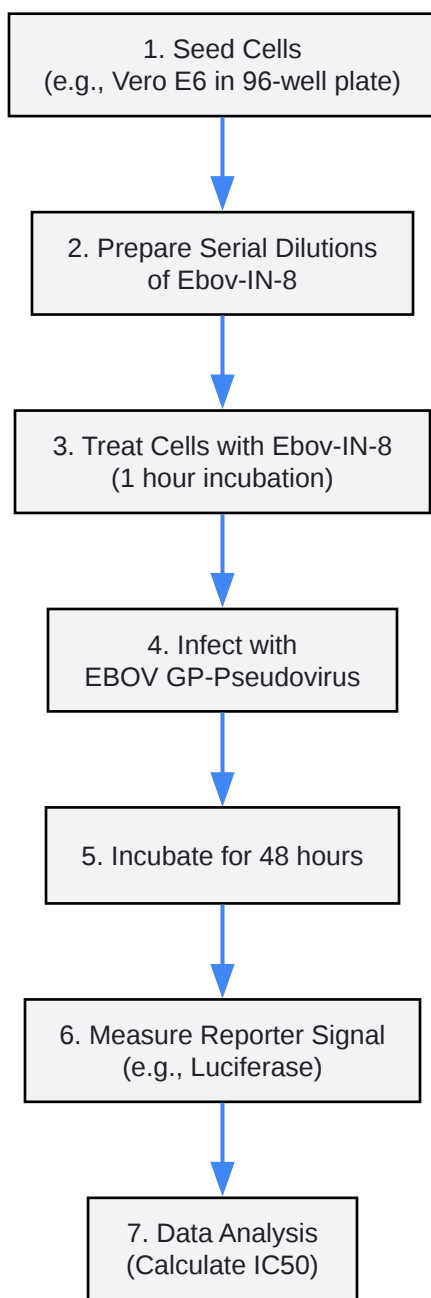 1. Seed Cells
(e.g., Vero E6 in 96-well plate)
2. Prepare Serial Dilutions
of Ebov-IN-8
3. Treat Cells with Ebov-IN-8
(1 hour incubation)
4. Infect with
EBOV GP-Pseudovirus
5. Incubate for 48 hours
6. Measure Reporter Signal
(e.g., Luciferase)
7. Data Analysis
(Calculate IC50)